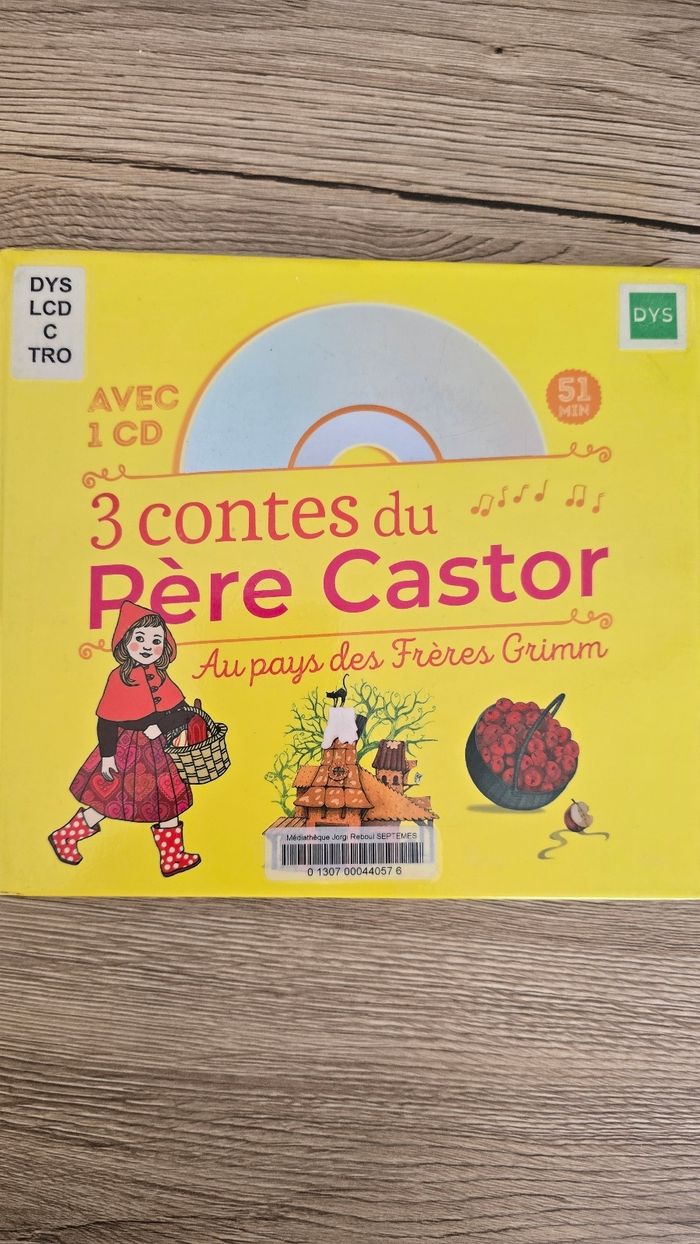 DYS
LCD
C
TRO
DYS
AVEC
1 CD
51
MIN
3 contes du
Père Castor
Au pays des Frères Grimm
Médiathèque Jorgi Reboul SEPTEMES
0 1307 00044057 6